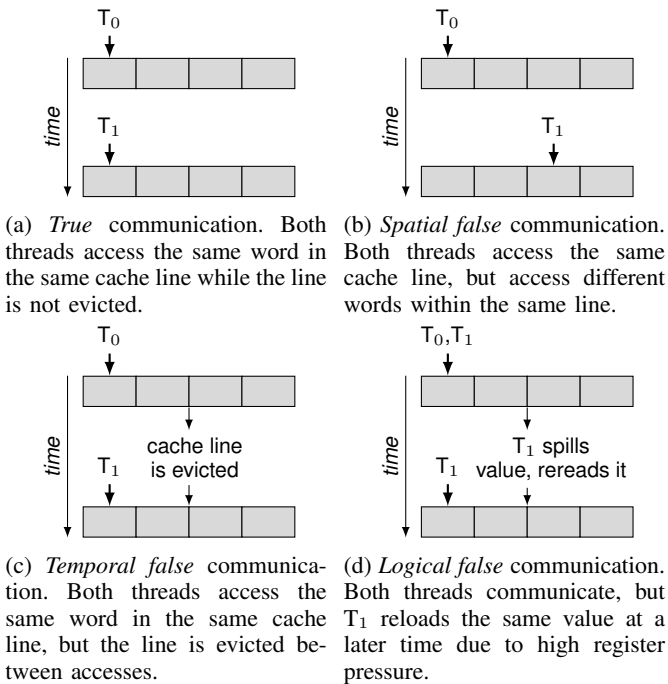 T0
time
T1
(a) True communication. Both
threads access the same word in
the same cache line while the line
is not evicted.
T0
time
T1
(b) Spatial false communication.
Both threads access the same
cache line, but access different
words within the same line.
T0
time
cache line
is evicted
T1
(c) Temporal false communica-
tion. Both threads access the
same word in the same cache
line, but the line is evicted be-
tween accesses.
T0,T1
time
T1 spills
value, rereads it
T1
(d) Logical false communication.
Both threads communicate, but
T1 reloads the same value at a
later time due to high register
pressure.